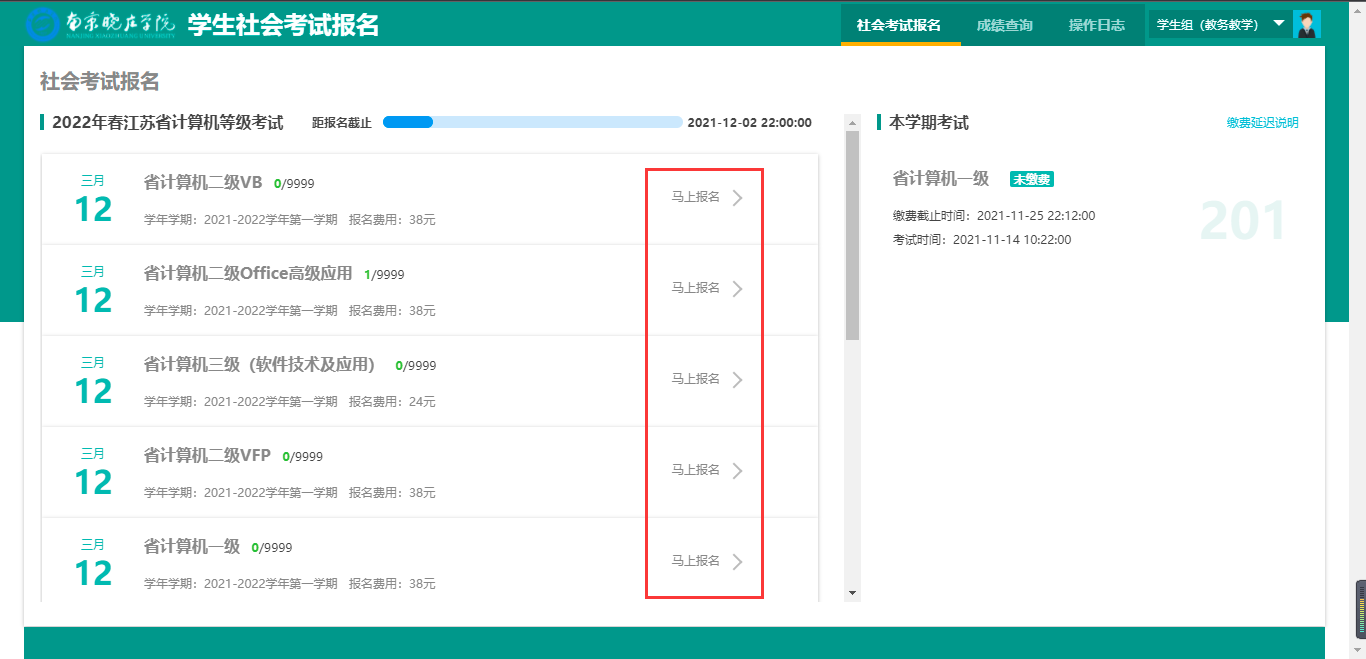 南京晓庄学院 学生社会考试报名 社会考试报名 成绩查询 操作日志 学生组（教务教学）
社会考试报名
2022年春江苏省计算机等级考试 距报名截止 2021-12-02 22:00:00
三月
12
省计算机二级VB 0/9999
学年学期：2021-2022学年第一学期 报名费用：38元
马上报名
三月
12
省计算机二级Office高级应用 1/9999
学年学期：2021-2022学年第一学期 报名费用：38元
马上报名
三月
12
省计算机三级（软件技术及应用） 0/9999
学年学期：2021-2022学年第一学期 报名费用：24元
马上报名
三月
12
省计算机二级VFP 0/9999
学年学期：2021-2022学年第一学期 报名费用：38元
马上报名
三月
12
省计算机一级 0/9999
学年学期：2021-2022学年第一学期 报名费用：38元
马上报名
本学期考试 缴费延迟说明
省计算机一级 未缴费
缴费截止时间：2021-11-25 22:12:00
考试时间：2021-11-14 10:22:00
201